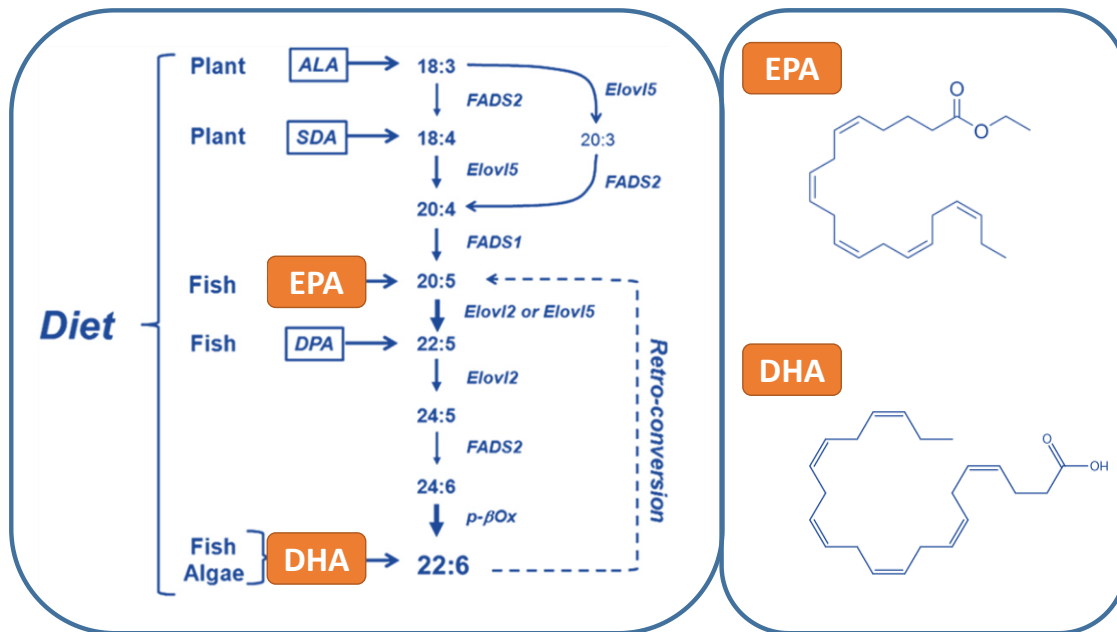 Diet
Plant ALA 18:3
FADS2 Elovl5
Plant SDA 18:4 20:3
Elovl5 FADS2
20:4
FADS1
Fish EPA 20:5
Elovl2 or Elovl5
Fish DPA 22:5
Elovl2
24:5
FADS2
24:6
p-βOx
Fish
Algae DHA 22:6
Retro-conversion
EPA
O
O
DHA
O
OH